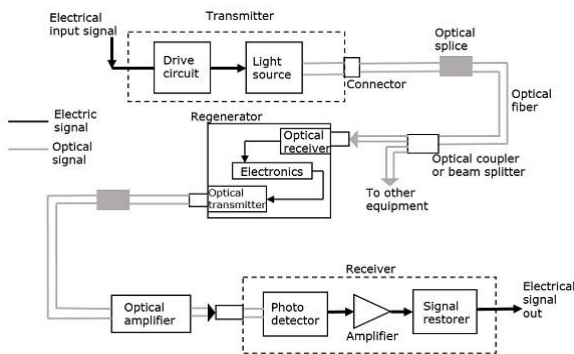 Electrical
input signal
Transmitter
Drive
circuit
Light
source
Connector
Optical
splice
Optical
fiber
Electric
signal
Optical
signal
Regenerator
Optical
receiver
Electronics
Optical
transmitter
Optical coupler
or beam splitter
To other
equipment
Optical
amplifier
Receiver
Photo
detector
Amplifier
Signal
restorer
Electrical
signal
out